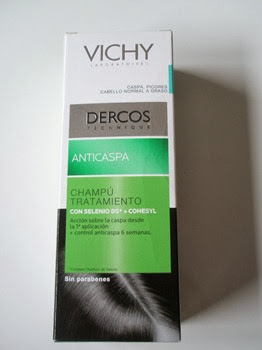 VICHY
LABORATOIRES
CASPA, PICORES
CABELLO NORMAL A GRASO
DERCOS
TECHNIQUE
ANTICASPA
CHAMPÚ
TRATAMIENTO
CON SELENIO DS* + COHESYL
Acción sobre la caspa desde
la 1ª aplicación
+ control anticaspa 6 semanas.
Sin parabenes